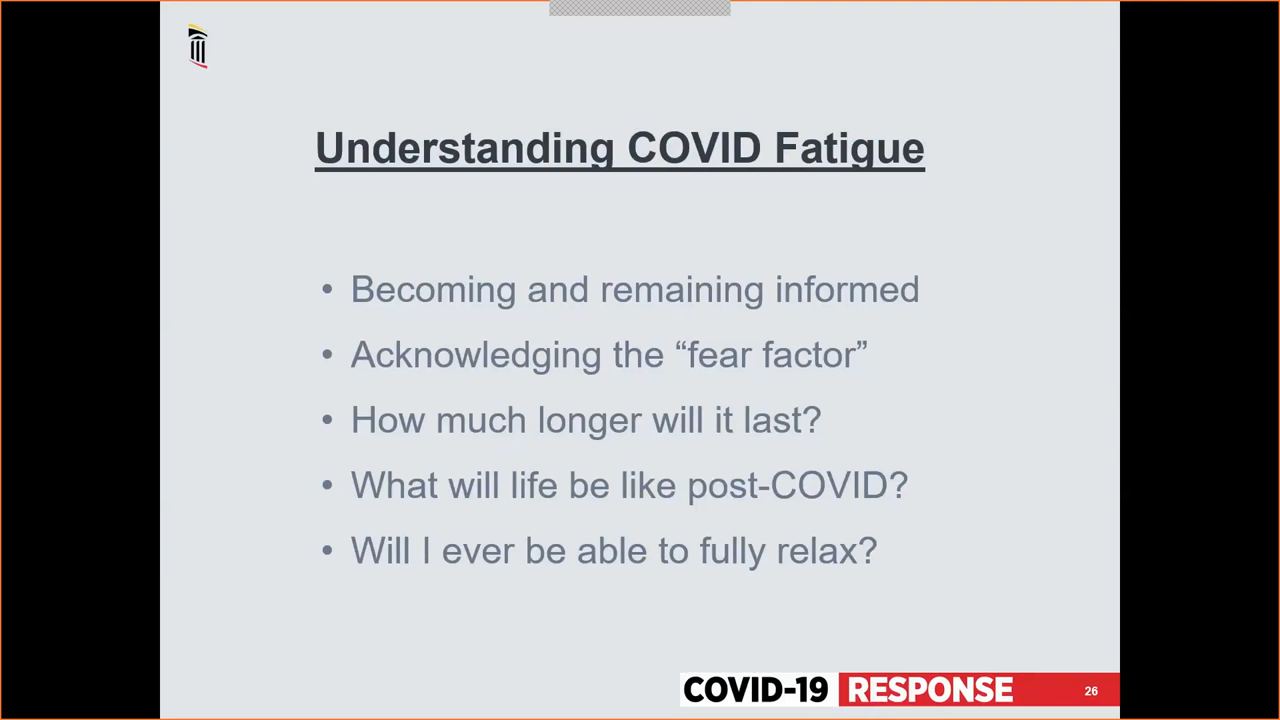 Understanding COVID Fatigue
• Becoming and remaining informed
• Acknowledging the “fear factor”
• How much longer will it last?
• What will life be like post-COVID?
• Will I ever be able to fully relax?
COVID-19 RESPONSE 26